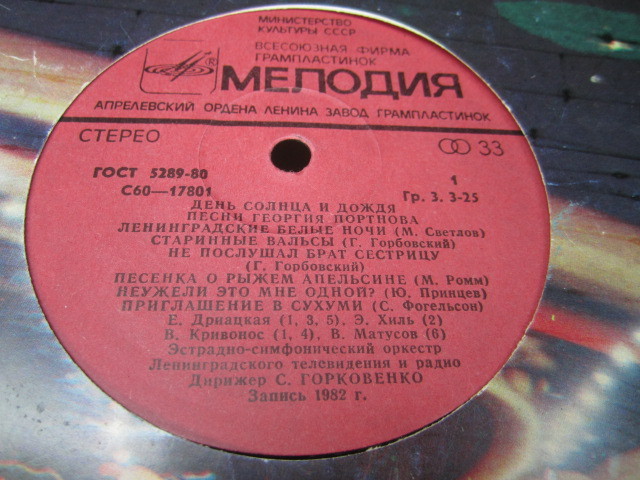 МИНИСТЕРСТВО
КУЛЬТУРЫ СССР
ВСЕСОЮЗНАЯ ФИРМА
ГРАМПЛАСТИНОК
® МЕЛОДИЯ
АПРЕЛЕВСКИЙ ОРДЕНА ЛЕНИНА ЗАВОД ГРАМПЛАСТИНОК
СТЕРЕО 33
ГОСТ 5289-80
С60—17801
1
Гр. 3. 3-25
ДЕНЬ СОЛНЦА И ДОЖДЯ
ПЕСНИ ГЕОРГИЯ ПОРТНОВА
ЛЕНИНГРАДСКИЕ БЕЛЫЕ НОЧИ (М. Светлов)
СТАРИННЫЕ ВАЛЬСЫ (Г. Горбовский)
НЕ ПОСЛУШАЛ БРАТ СЕСТРИЦУ
(Г. Горбовский)
ПЕСЕНКА О РЫЖЕМ АПЕЛЬСИНЕ (М. Ромм)
НЕУЖЕЛИ ЭТО МНЕ ОДНОЙ? (Ю. Принцев)
ПРИГЛАШЕНИЕ В СУХУМИ (С. Фогельсон)
Е. Дриацкая (1, 3, 5), Э. Хиль (2)
В. Кривонос (1, 4), В. Матусов (6)
Эстрадно-симфонический оркестр
Ленинградского телевидения и радио
Дирижер С. ГОРКОВЕНКО
Запись 1982 г.